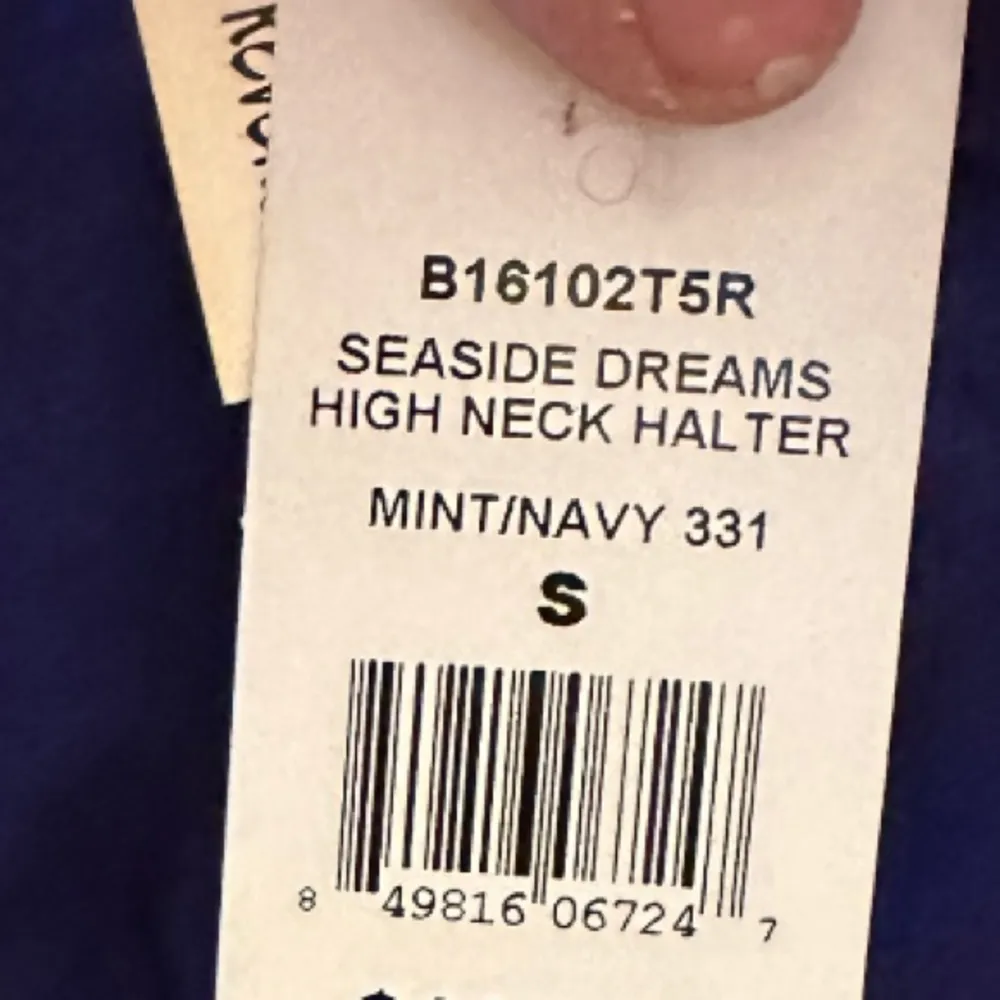 B16102T5R
SEASIDE DREAMS
HIGH NECK HALTER
MINT/NAVY 331
S
8 49816 06724 7